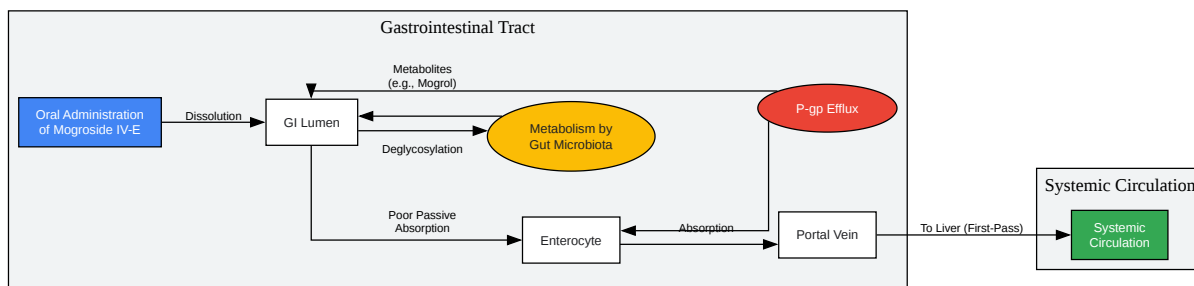 Gastrointestinal Tract
Metabolites
(e.g., Mogrol)
Oral Administration
of Mogroside IV-E
Dissolution
GI Lumen
Deglycosylation
Metabolism by
Gut Microbiota
P-gp Efflux
Poor Passive
Absorption
Enterocyte
Absorption
Portal Vein
To Liver (First-Pass)
Systemic Circulation
Systemic
Circulation